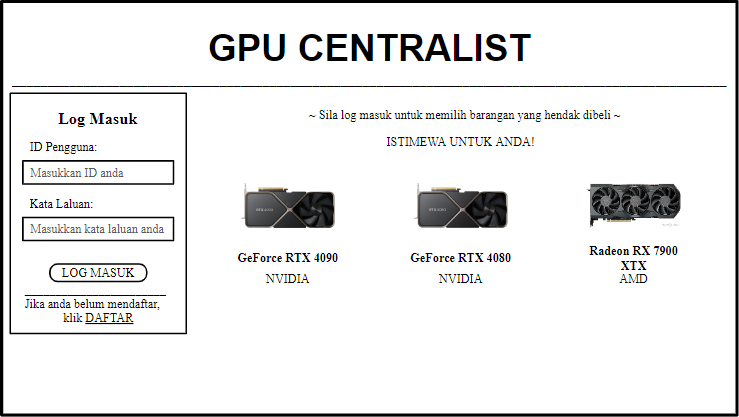 GPU CENTRALIST
Log Masuk
ID Pengguna:
Masukkan ID anda
Kata Laluan:
Masukkan kata laluan anda
LOG MASUK
Jika anda belum mendaftar,
klik DAFTAR
~ Sila log masuk untuk memilih barangan yang hendak dibeli ~
ISTIMEWA UNTUK ANDA!
GeForce RTX 4090
NVIDIA
GeForce RTX 4080
NVIDIA
Radeon RX 7900
XTX
AMD